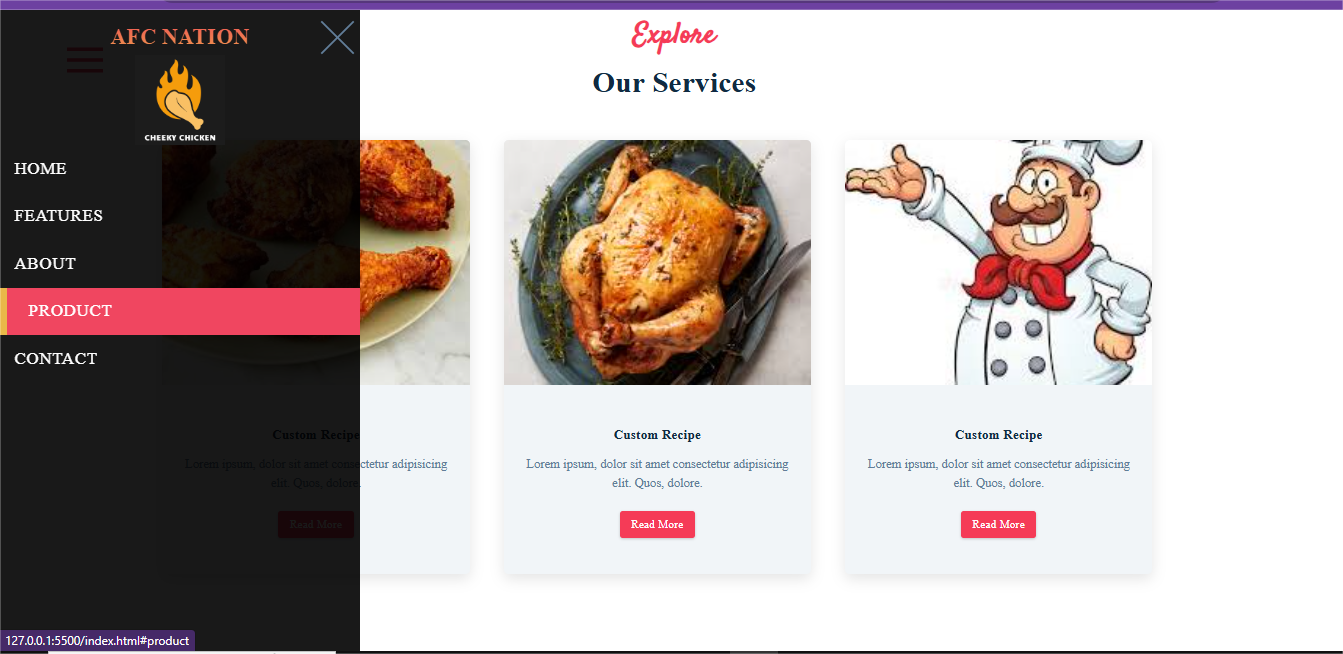 AFC NATION
CHEEKY CHICKEN
HOME
FEATURES
ABOUT
PRODUCT
CONTACT
Explore
Our Services
Custom Recipe
Lorem ipsum, dolor sit amet consectetur adipisicing
elit. Quos, dolore.
Read More
Custom Recipe
Lorem ipsum, dolor sit amet consectetur adipisicing
elit. Quos, dolore.
Read More
Custom Recipe
Lorem ipsum, dolor sit amet consectetur adipisicing
elit. Quos, dolore.
Read More
127.0.0.1:5500/index.html#product